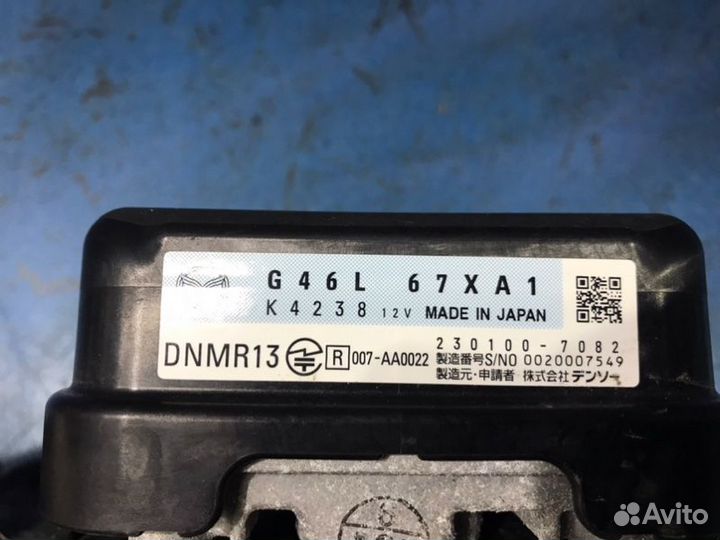 G46L 67XA1
K4238 12V MADE IN JAPAN
DNMR13 R 007-AA0022
230100-7082
製造番号S/NO 0020007549
製造元・申請者 株式会社 デンソー
Avito